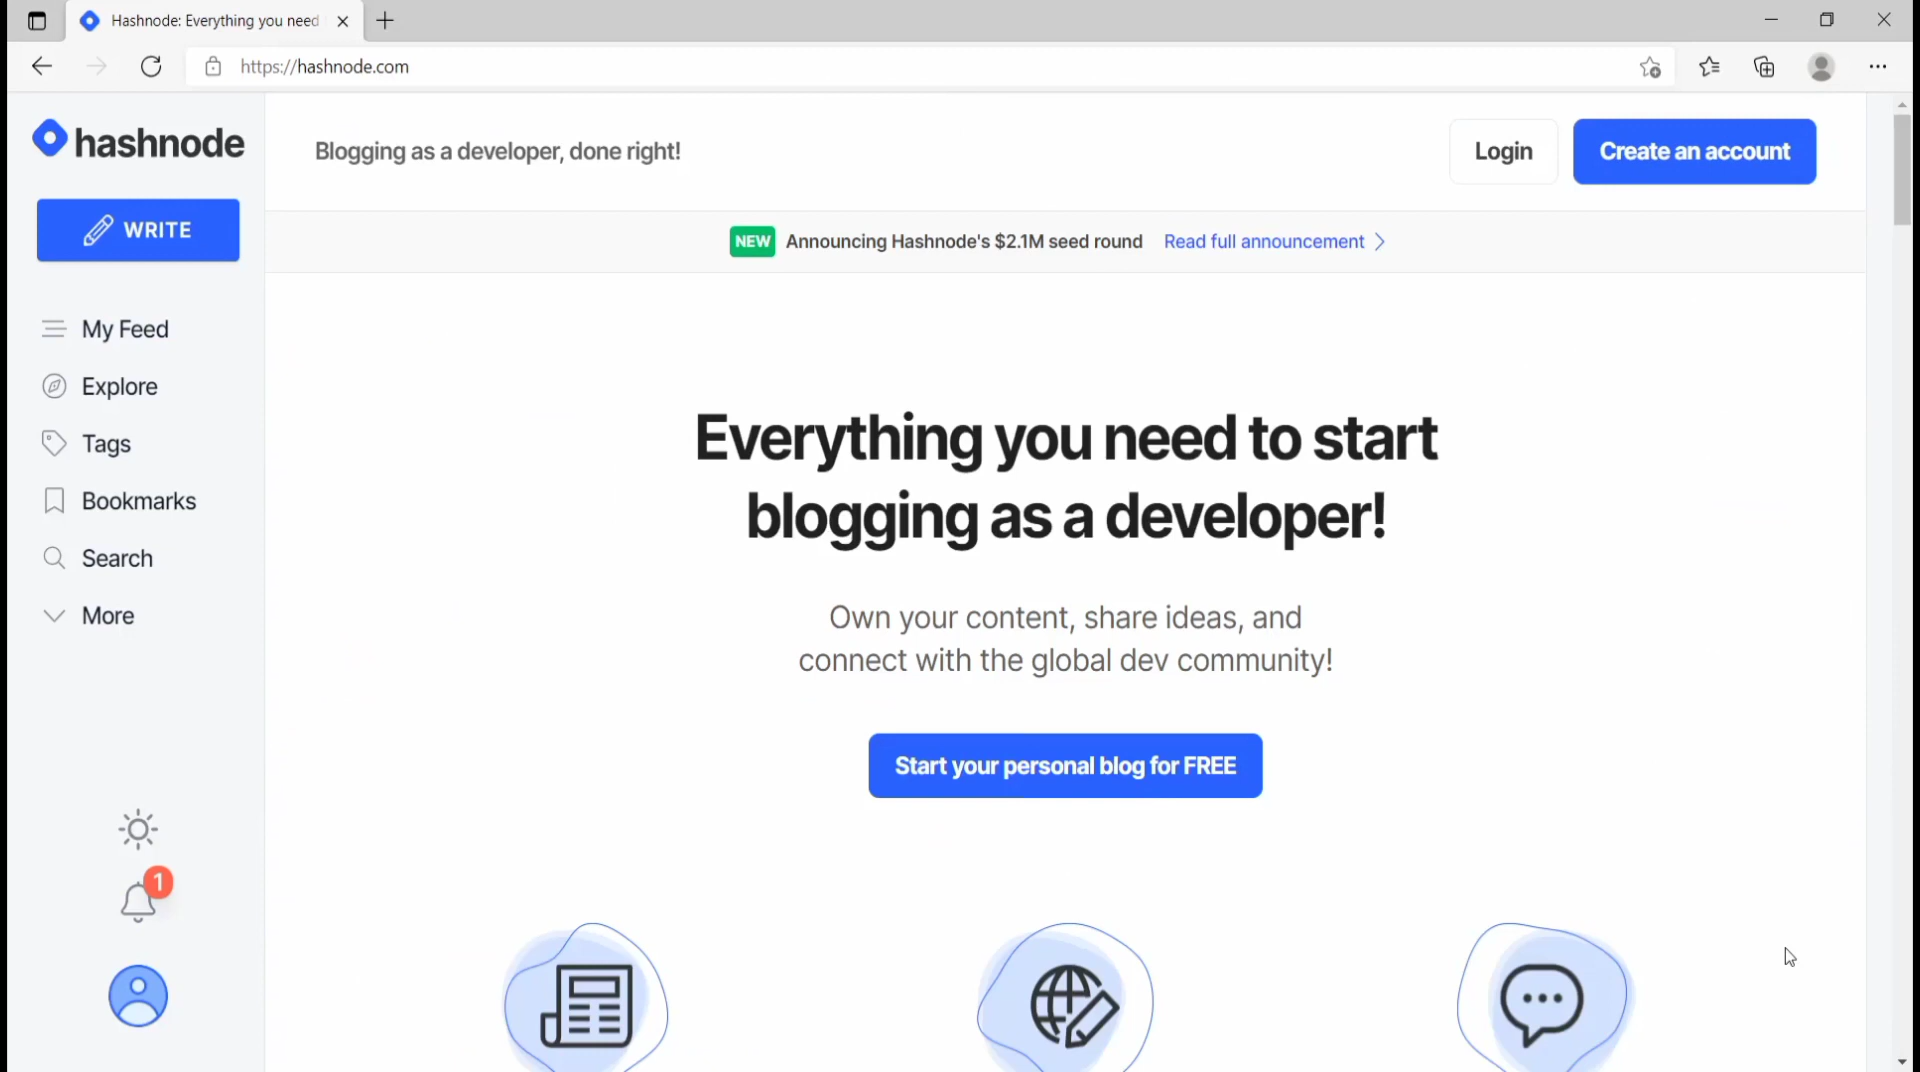 Hashnode: Everything you need
https://hashnode.com
hashnode
Blogging as a developer, done right!
Login
Create an account
WRITE
NEW Announcing Hashnode's $2.1M seed round Read full announcement
My Feed
Explore
Tags
Bookmarks
Search
More
Everything you need to start
blogging as a developer!
Own your content, share ideas, and
connect with the global dev community!
Start your personal blog for FREE
1